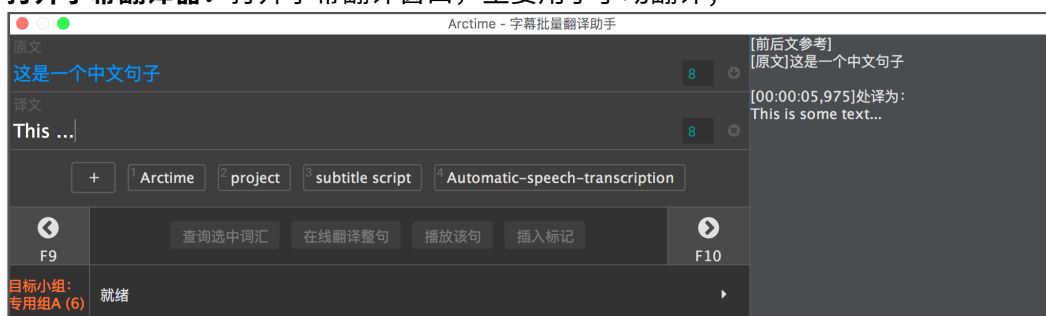 Arctime - 字幕批量翻译助手
原文
这是一个中文句子
8
译文
This ...
8
+ 1 Arctime 2 project 3 subtitle script 4 Automatic-speech-transcription
F9
查询选中词汇 在线翻译整句 播放该句 插入标记
F10
目标小组:
专用组A (6)
就绪
[前后文参考]
[原文]这是一个中文句子
[00:00:05,975]处译为:
This is some text...